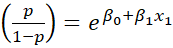 (p/(1−p)) = e^(β₀+β₁x₁)